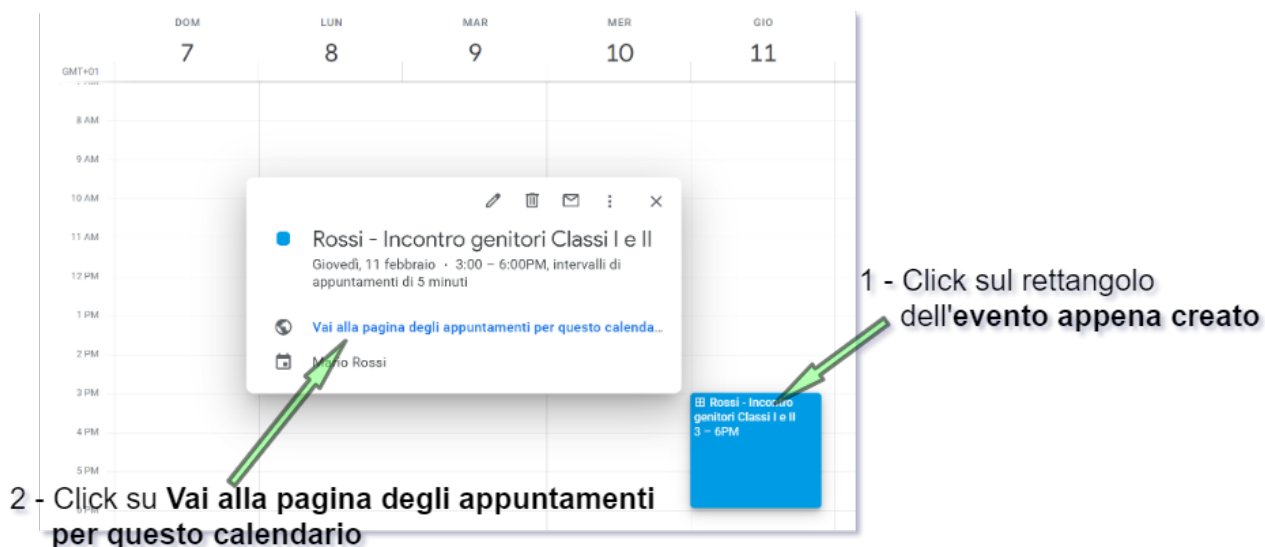 DOM LUN MAR MER GIO
7 8 9 10 11
GMT+01
8 AM
9 AM
10 AM
11 AM
Rossi - Incontro genitori Classi I e II
Giovedì, 11 febbraio · 3:00 – 6:00PM, intervalli di
appuntamenti di 5 minuti
12 PM
1 - Click sul rettangolo
dell'evento appena creato
1 PM
Vai alla pagina degli appuntamenti per questo calenda...
2 PM
Mario Rossi
3 PM
Rossi - Incontro
genitori Classi I e II
3 – 6PM
4 PM
5 PM
2 - Click su Vai alla pagina degli appuntamenti
per questo calendario